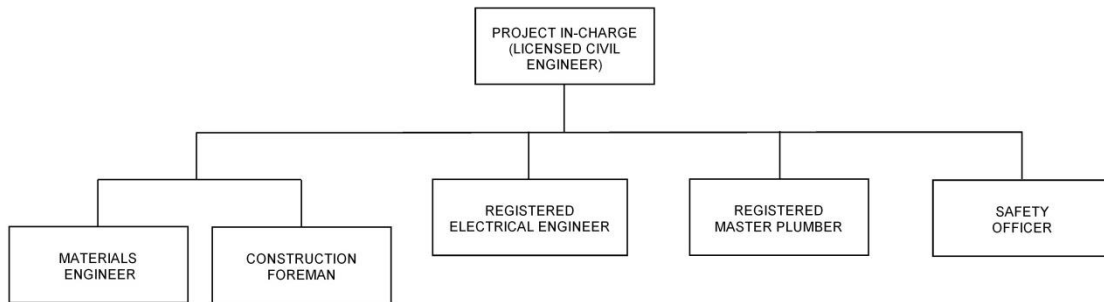 PROJECT IN-CHARGE
(LICENSED CIVIL
ENGINEER)
REGISTERED
ELECTRICAL ENGINEER
REGISTERED
MASTER PLUMBER
SAFETY
OFFICER
MATERIALS
ENGINEER
CONSTRUCTION
FOREMAN